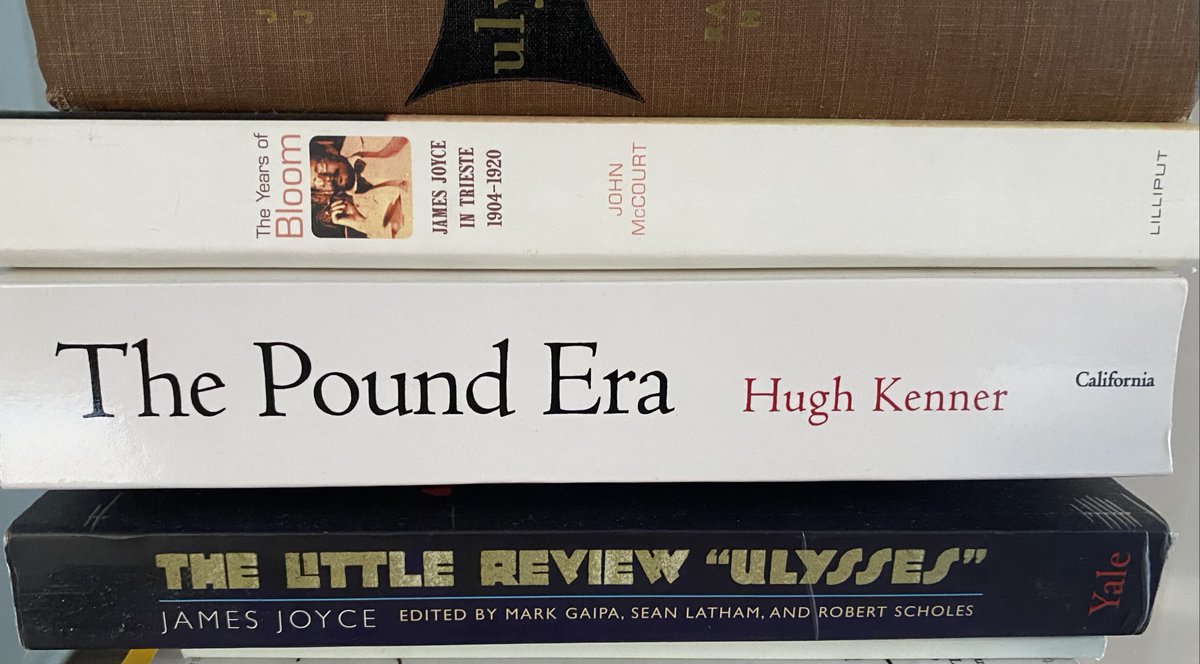 uly
The Years of
Bloom
JAMES JOYCE
IN TRIESTE
1904–1920
JOHN
McCOURT
LILLIPUT
The Pound Era
Hugh Kenner
California
THE LITTLE REVIEW “ULYSSES”
JAMES JOYCE
EDITED BY MARK GAIPA, SEAN LATHAM, AND ROBERT SCHOLES
Yale